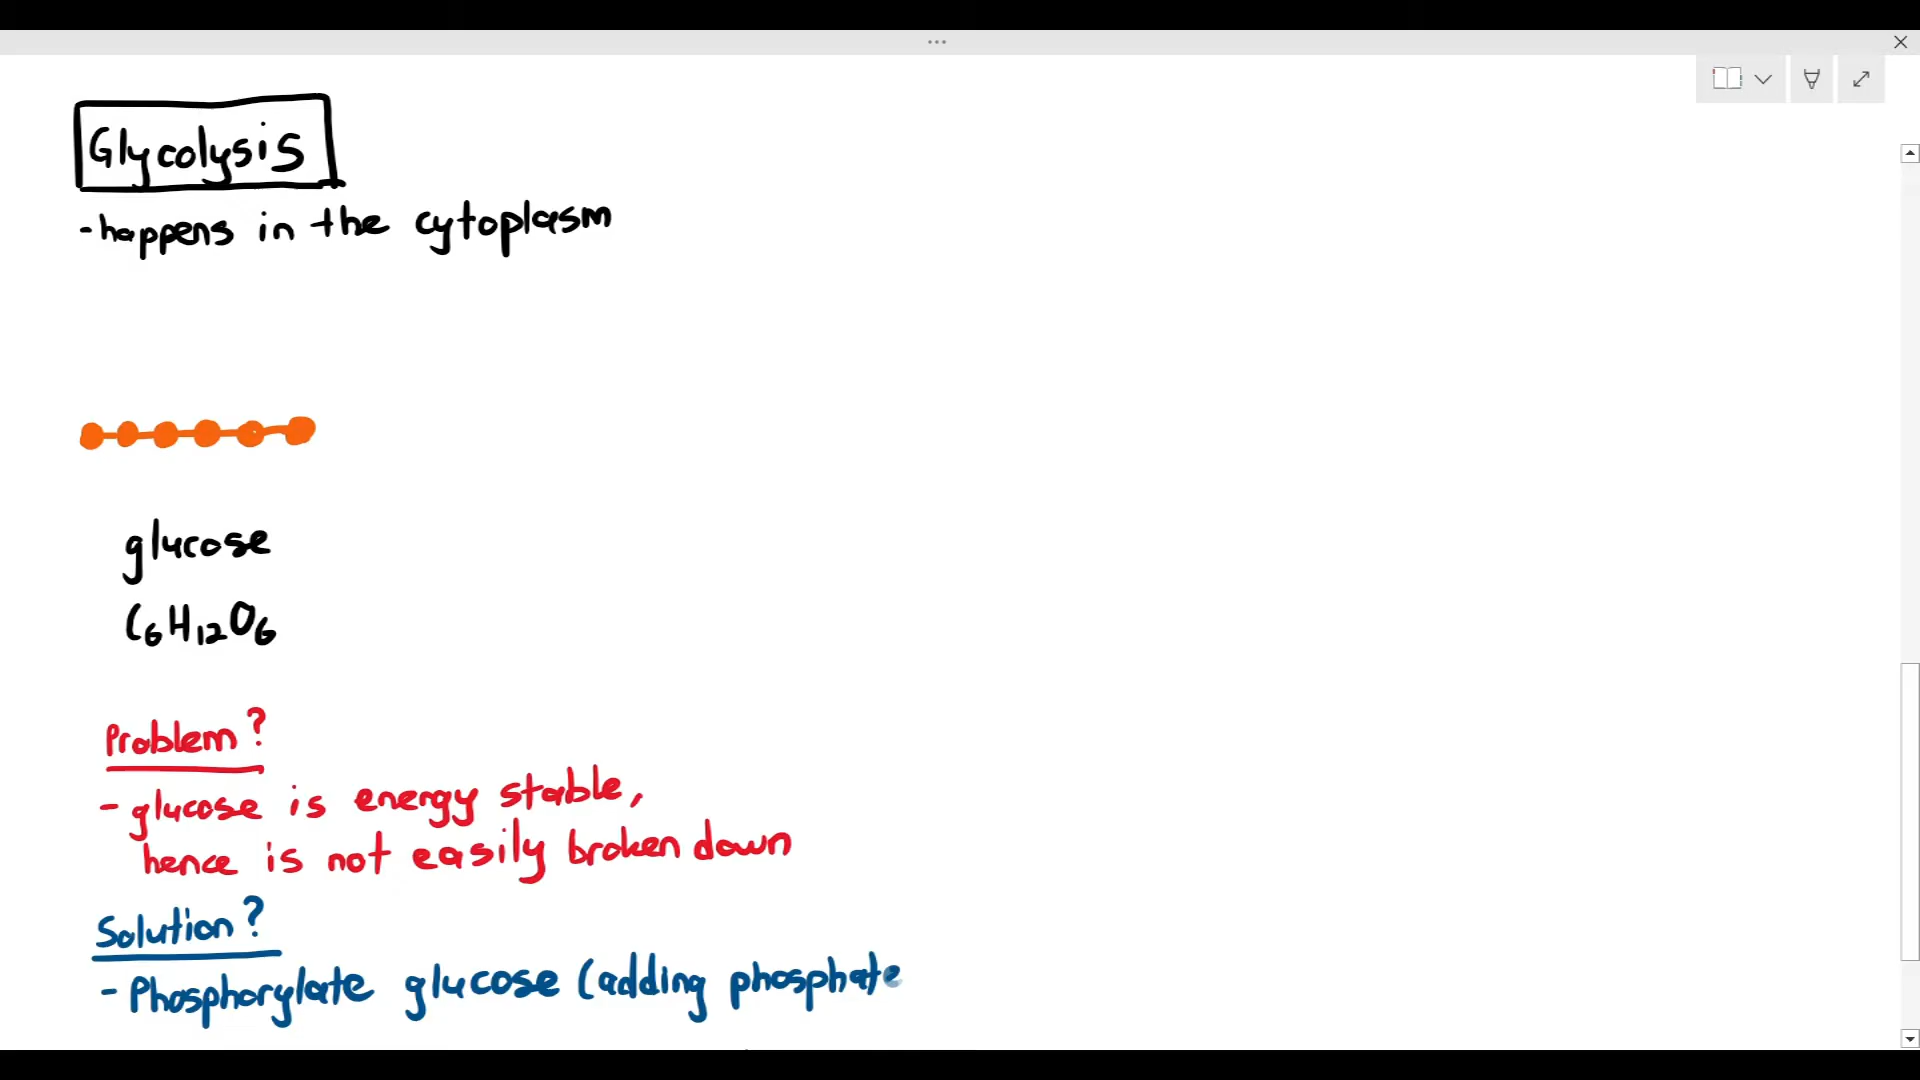 Glycolysis
-happens in the cytoplasm
glucose
C₆H₁₂O₆
Problem?
- glucose is energy stable,
hence is not easily broken down
Solution?
- Phosphorylate glucose (adding phosphate